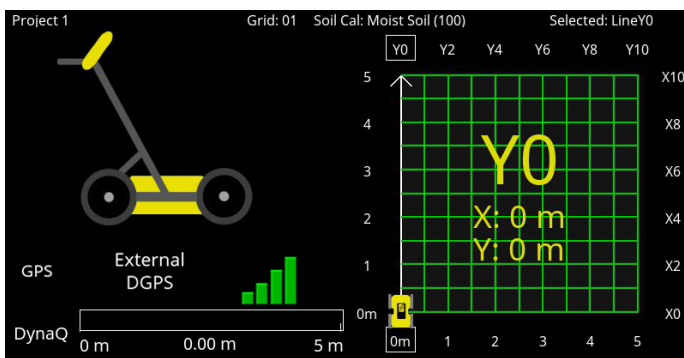 Project 1 Grid: 01 Soil Cal: Moist Soil (100) Selected: LineY0
Y0 Y2 Y4 Y6 Y8 Y10
5 X10
4 X8
3 X6
2 X4
1 X2
0m X0
0m 1 2 3 4 5
Y0
X: 0 m
Y: 0 m
GPS
External
DGPS
DynaQ
0 m 0.00 m 5 m